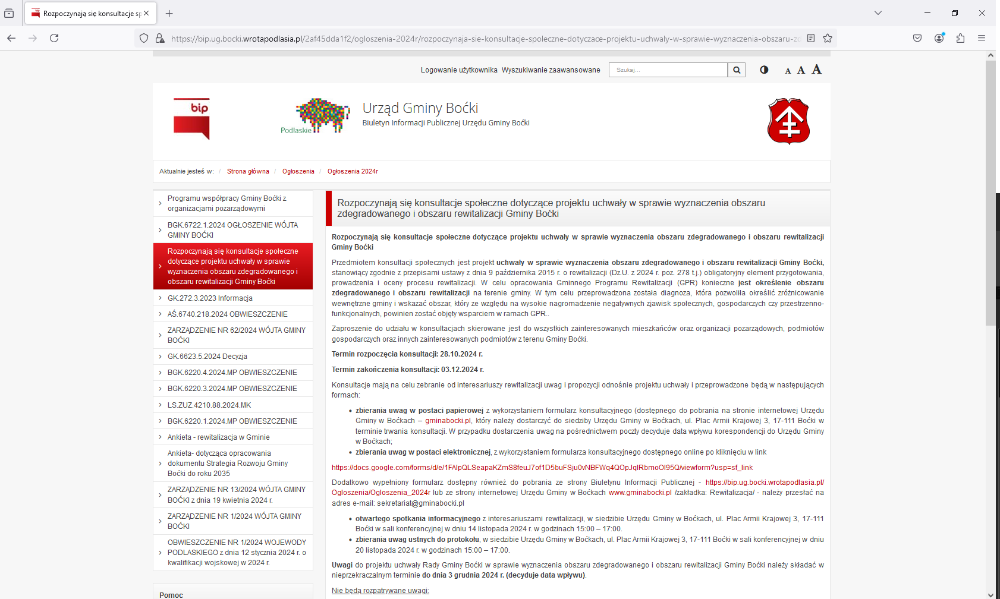 Rozpoczynają się konsultacje sp
https://bip.ug.bocki.wrotapodlasia.pl/2af45dda1f2/ogloszenia-2024r/rozpoczynaja-sie-konsultacje-spoleczne-dotyczace-projektu-uchwaly-w-sprawie-wyznaczenia-obszaru-zd
Logowanie użytkownika Wyszukiwanie zaawansowane Szukaj... A A A
bip
Podlaskie
Urząd Gminy Boćki
Biuletyn Informacji Publicznej Urzędu Gminy Boćki
Aktualnie jesteś w: / Strona główna / Ogłoszenia / Ogłoszenia 2024r
Programu współpracy Gminy Boćki z
organizacjami pozarządowymi
BGK.6722.1.2024 OGŁOSZENIE WÓJTA
GMINY BOĆKI
Rozpoczynają się konsultacje społeczne
dotyczące projektu uchwały w sprawie
wyznaczenia obszaru zdegradowanego i
obszaru rewitalizacji Gminy Boćki
GK.272.3.2023 Informacja
AŚ.6740.218.2024 OBWIESZCZENIE
ZARZĄDZENIE NR 62/2024 WÓJTA GMINY
BOĆKI
GK.6623.5.2024 Decyzja
BGK.6220.4.2024.MP OBWIESZCZENIE
BGK.6220.3.2024.MP OBWIESZCZENIE
LS.ZUZ.4210.88.2024.MK
BGK.6220.1.2024.MP OBWIESZCZENIE
Ankieta - rewitalizacja w Gminie
Ankieta- dotycząca opracowania
dokumentu Strategia Rozwoju Gminy
Boćki do roku 2035
ZARZĄDZENIE NR 13/2024 WÓJTA GMINY
BOĆKI z dnia 19 kwietnia 2024 r.
ZARZĄDZENIE NR 1/2024 WÓJTA GMINY
BOĆKI
OBWIESZCZENIE NR 1/2024 WOJEWODY
PODLASKIEGO z dnia 12 stycznia 2024 r. o
kwalifikacji wojskowej w 2024 r.
Pomoc
Rozpoczynają się konsultacje społeczne dotyczące projektu uchwały w sprawie wyznaczenia obszaru
zdegradowanego i obszaru rewitalizacji Gminy Boćki
Rozpoczynają się konsultacje społeczne dotyczące projektu uchwały w sprawie wyznaczenia obszaru zdegradowanego i obszaru rewitalizacji
Gminy Boćki
Przedmiotem konsultacji społecznych jest projekt uchwały w sprawie wyznaczenia obszaru zdegradowanego i obszaru rewitalizacji Gminy Boćki,
stanowiący zgodnie z przepisami ustawy z dnia 9 października 2015 r. o rewitalizacji (Dz.U. z 2024 r. poz. 278 t.j.) obligatoryjny element przygotowania,
prowadzenia i oceny procesu rewitalizacji. W celu opracowania Gminnego Programu Rewitalizacji (GPR) konieczne jest określenie obszaru
zdegradowanego i obszaru rewitalizacji na terenie gminy. W tym celu przeprowadzona została diagnoza, która pozwoliła określić zróżnicowanie
wewnętrzne gminy i wskazać obszar, który ze względu na wysokie nagromadzenie negatywnych zjawisk społecznych, gospodarczych czy przestrzenno-
funkcjonalnych, powinien zostać objęty wsparciem w ramach GPR..
Zaproszenie do udziału w konsultacjach skierowane jest do wszystkich zainteresowanych mieszkańców oraz organizacji pozarządowych, podmiotów
gospodarczych oraz innych zainteresowanych podmiotów z terenu Gminy Boćki.
Termin rozpoczęcia konsultacji: 28.10.2024 r.
Termin zakończenia konsultacji: 03.12.2024 r.
Konsultacje mają na celu zebranie od interesariuszy rewitalizacji uwag i propozycji odnośnie projektu uchwały i przeprowadzone będą w następujących
formach:
• zbierania uwag w postaci papierowej z wykorzystaniem formularz konsultacyjnego (dostępnego do pobrania na stronie internetowej Urzędu
Gminy w Boćkach – gminabocki.pl, który należy dostarczyć do siedziby Urzędu Gminy w Boćkach, ul. Plac Armii Krajowej 3, 17-111 Boćki w
terminie trwania konsultacji. W przypadku dostarczenia uwag na pośrednictwem poczty decyduje data wpływu korespondencji do Urzędu Gminy
w Boćkach;
• zbierania uwag w postaci elektronicznej, z wykorzystaniem formularza konsultacyjnego dostępnego online po kliknięciu w link
https://docs.google.com/forms/d/e/1FAIpQLSeapaKZmS8feuJ7of1D5buFSju0vNBFWq4QOpJqIRbmoOI95Q/viewform?usp=sf_link
Dodatkowo wypełniony formularz dostępny również do pobrania ze strony Biuletynu Informacji Publicznej - https://bip.ug.bocki.wrotapodlasia.pl/
Ogloszenia/Ogloszenia_2024r lub ze strony internetowej Urzędu Gminy w Boćkach www.gminabocki.pl /zakładka: Rewitalizacja/ - należy przesłać na
adres e-mail: sekretariat@gminabocki.pl
• otwartego spotkania informacyjnego z interesariuszami rewitalizacji, w siedzibie Urzędu Gminy w Boćkach, ul. Plac Armii Krajowej 3, 17-111
Boćki w sali konferencyjnej w dniu 14 listopada 2024 r. w godzinach 15:00 – 17:00.
• zbierania uwag ustnych do protokołu, w siedzibie Urzędu Gminy w Boćkach, ul. Plac Armii Krajowej 3, 17-111 Boćki w sali konferencyjnej w dniu
20 listopada 2024 r. w godzinach 15:00 – 17:00.
Uwagi do projektu uchwały Rady Gminy Boćki w sprawie wyznaczenia obszaru zdegradowanego i obszaru rewitalizacji Gminy Boćki należy składać w
nieprzekraczalnym terminie do dnia 3 grudnia 2024 r. (decyduje data wpływu).
Nie będą rozpatrywane uwagi: